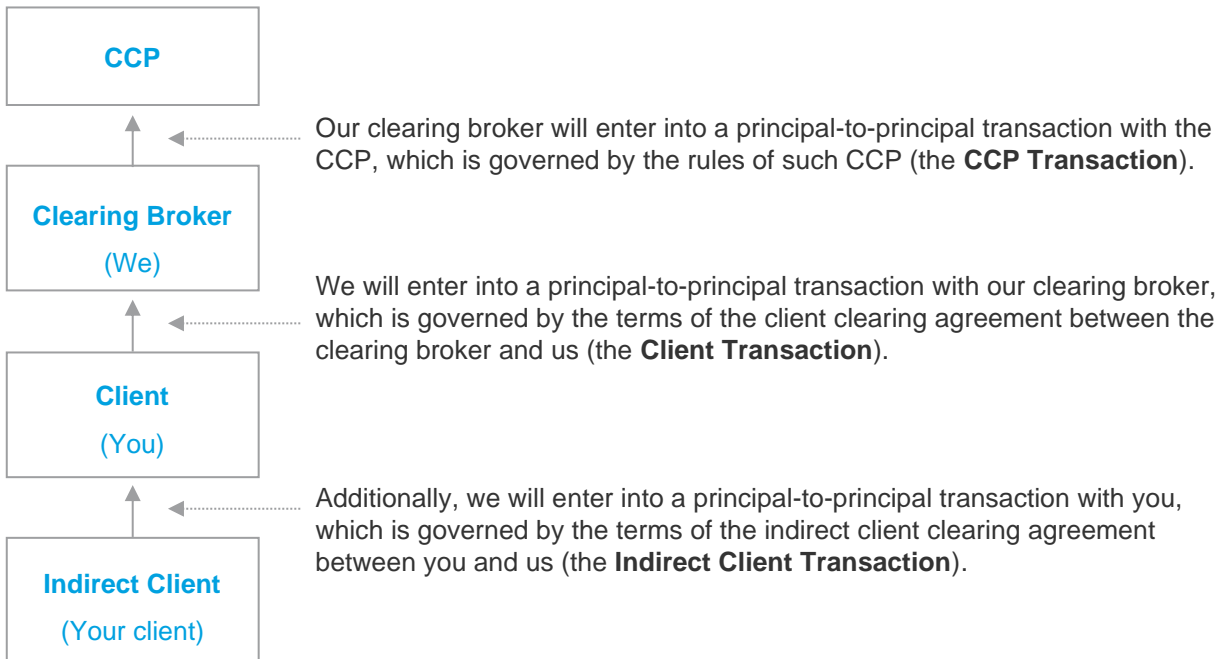 CCP
Our clearing broker will enter into a principal-to-principal transaction with the
CCP, which is governed by the rules of such CCP (the CCP Transaction).
Clearing Broker
(We)
We will enter into a principal-to-principal transaction with our clearing broker,
which is governed by the terms of the client clearing agreement between the
clearing broker and us (the Client Transaction).
Client
(You)
Additionally, we will enter into a principal-to-principal transaction with you,
which is governed by the terms of the indirect client clearing agreement
between you and us (the Indirect Client Transaction).
Indirect Client
(Your client)